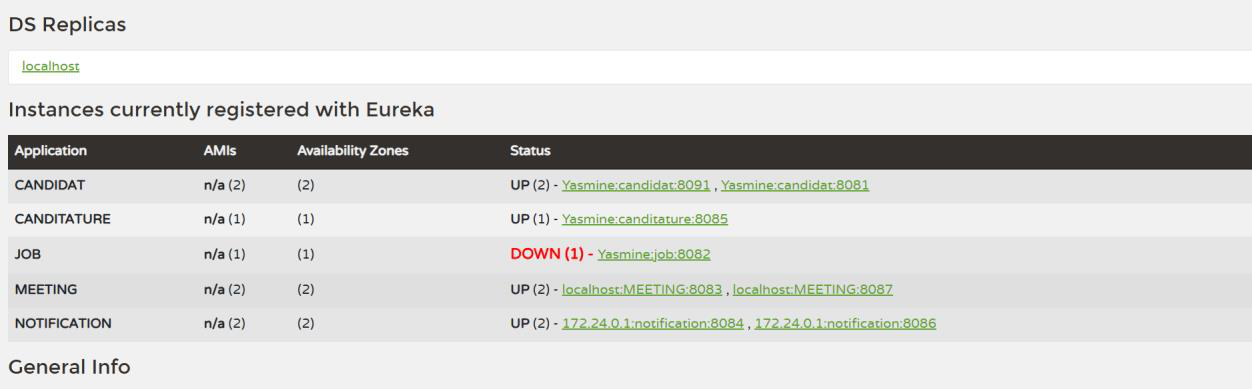 DS Replicas
localhost
Instances currently registered with Eureka
Application AMIs Availability Zones Status
CANDIDAT n/a (2) (2) UP (2) - Yasmine:candidat:8091 , Yasmine:candidat:8081
CANDITATURE n/a (1) (1) UP (1) - Yasmine:canditature:8085
JOB n/a (1) (1) DOWN (1) - Yasmine:job:8082
MEETING n/a (2) (2) UP (2) - localhost:MEETING:8083 , localhost:MEETING:8087
NOTIFICATION n/a (2) (2) UP (2) - 172.24.0.1:notification:8084 , 172.24.0.1:notification:8086
General Info